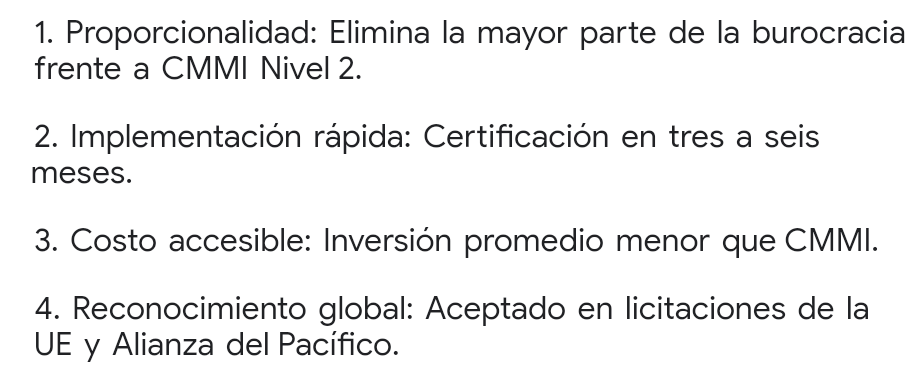 1. Proporcionalidad: Elimina la mayor parte de la burocracia
frente a CMMI Nivel 2.
2. Implementación rápida: Certificación en tres a seis
meses.
3. Costo accesible: Inversión promedio menor que CMMI.
4. Reconocimiento global: Aceptado en licitaciones de la
UE y Alianza del Pacífico.